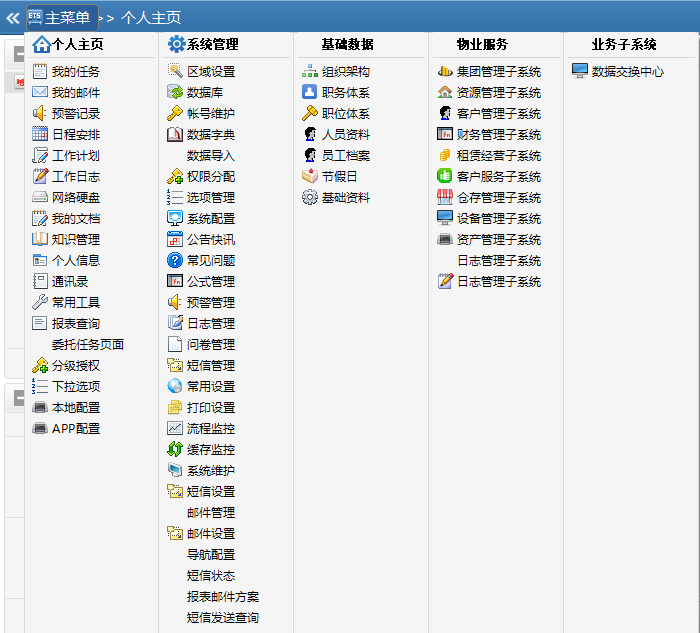 ETS 主菜单 >> 个人主页
个人主页
我的任务
我的邮件
预警记录
日程安排
工作计划
工作日志
网络硬盘
我的文档
知识管理
个人信息
通讯录
常用工具
报表查询
委托任务页面
分级授权
下拉选项
本地配置
APP配置
系统管理
区域设置
数据库
帐号维护
数据字典
数据导入
权限分配
选项管理
系统配置
公告快讯
常见问题
公式管理
预警管理
日志管理
问卷管理
短信管理
常用设置
打印设置
流程监控
缓存监控
系统维护
短信设置
邮件管理
邮件设置
导航配置
短信状态
报表邮件方案
短信发送查询
基础数据
组织架构
职务体系
职位体系
人员资料
员工档案
节假日
基础资料
物业服务
集团管理子系统
资源管理子系统
客户管理子系统
财务管理子系统
租赁经营子系统
客户服务子系统
仓存管理子系统
设备管理子系统
资产管理子系统
日志管理子系统
日志管理子系统
业务子系统
数据交换中心